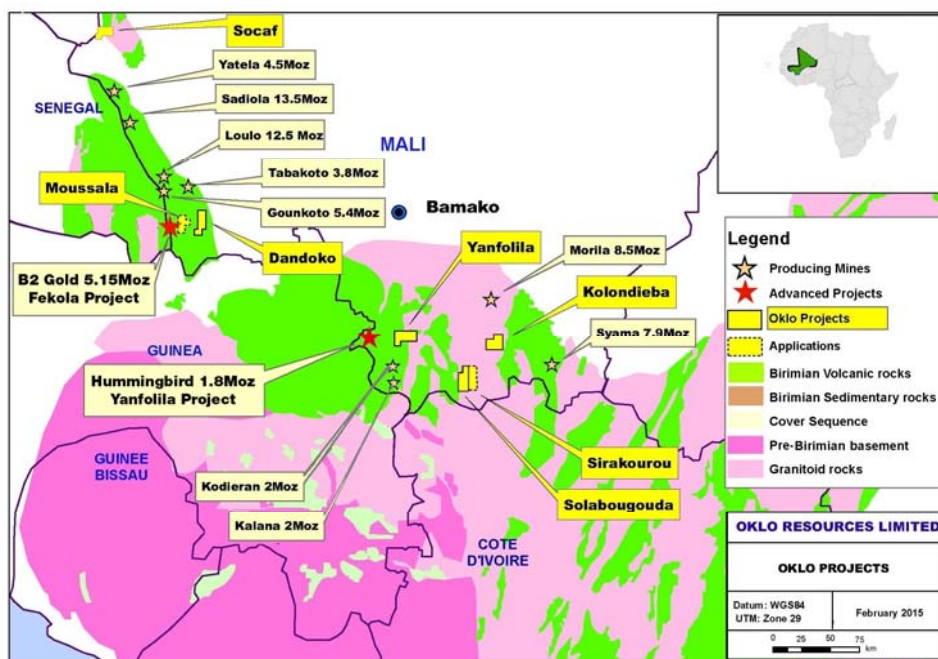 Socaf
Yatela 4.5Moz
Sadiola 13.5Moz
SENEGAL
Loulo 12.5 Moz
MALI
Tabakoto 3.8Moz
Moussala
Gounkoto 5.4Moz
Bamako
Dandoko
Yanfolila
Morila 8.5Moz
B2 Gold 5.15Moz
Fekola Project
Kolondieba
Syama 7.9Moz
GUINEA
Hummingbird 1.8Moz
Yanfolila Project
GUINEE
BISSAU
Sirakourou
Kodieran 2Moz
Solabougouda
Kalana 2Moz
COTE
D'IVOIRE
Legend
Producing Mines
Advanced Projects
Oklo Projects
Applications
Birimian Volcanic rocks
Birimian Sedimentary rocks
Cover Sequence
Pre-Birimian basement
Granitoid rocks
OKLO RESOURCES LIMITED
OKLO PROJECTS
Datum: WGS84
UTM: Zone 29
February 2015
0 25 50 75
km